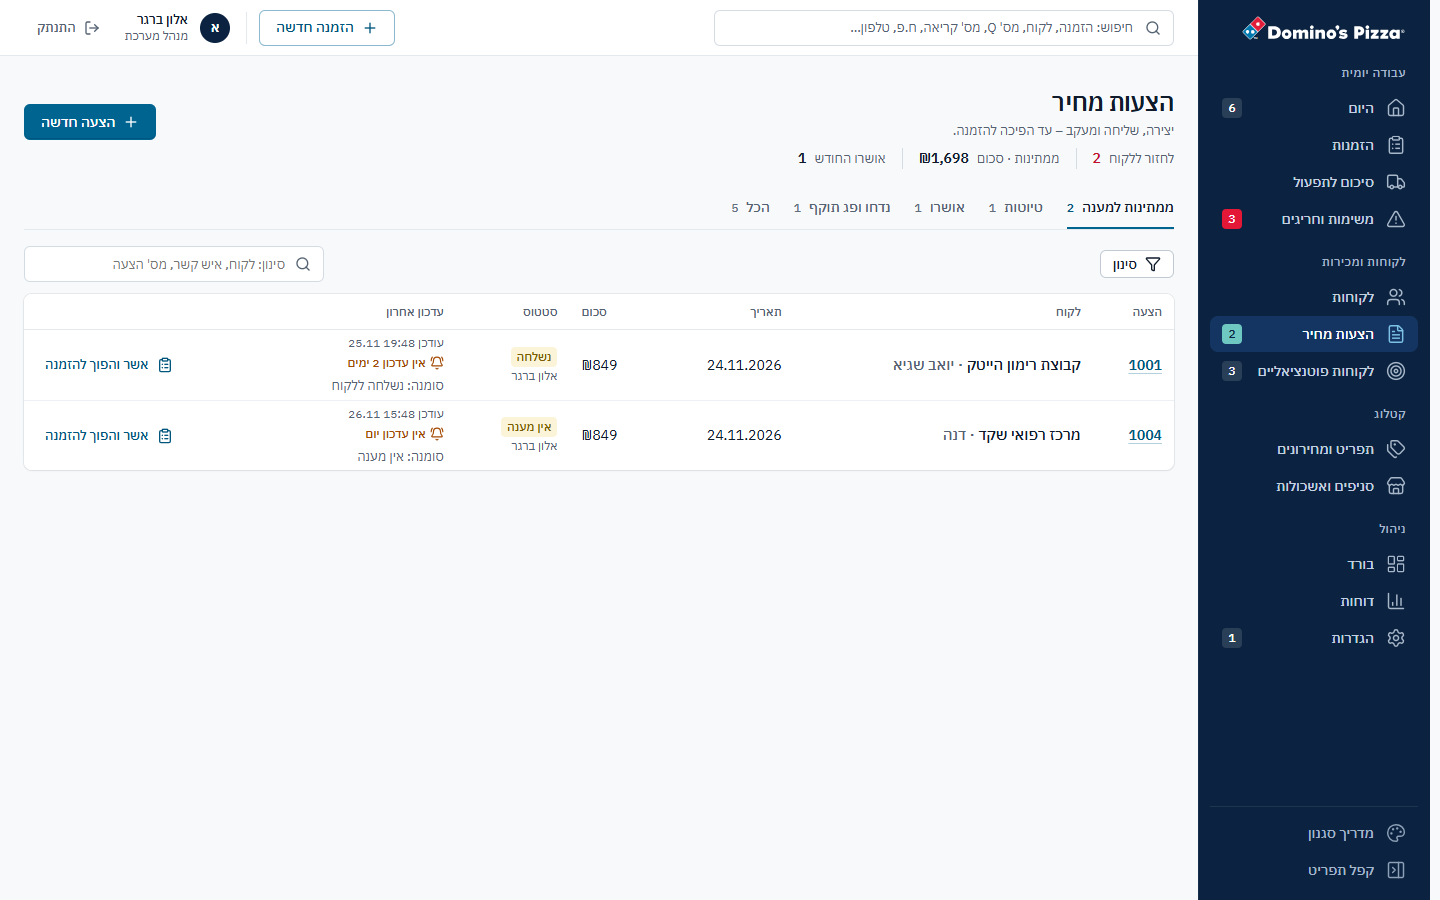 Domino's Pizza®
עבודה יומית
היום 6
הזמנות
סיכום לתפעול
משימות וחריגים 3
לקוחות ומכירות
לקוחות
הצעות מחיר 2
לקוחות פוטנציאליים 3
קטלוג
תפריט ומחירונים
סניפים ואשכולות
ניהול
בורד
דוחות
הגדרות 1
מדריך סגנון
קפל תפריט
חיפוש: הזמנה, לקוח, מס' Q, מס' קריאה, ח.פ, טלפון...
הזמנה חדשה
א
אלון ברגר
מנהל מערכת
התנתק
הצעות מחיר
יצירה, שליחה ומעקב – עד הפיכה להזמנה.
לחזור ללקוח 2
ממתינות · סכום ₪1,698
אושרו החודש 1
הצעה חדשה
ממתינות למענה 2
טיוטות 1
אושרו 1
נדחו ופג תוקף 1
הכל 5
סינון
סינון: לקוח, איש קשר, מס' הצעה
הצעה לקוח תאריך סכום סטטוס עדכון אחרון
1001 קבוצת רימון הייטק · יואב שגיא 24.11.2026 ₪849
נשלחה
אלון ברגר
עודכן 25.11 19:48
אין עדכון 2 ימים
סומנה: נשלחה ללקוח
אשר והפוך להזמנה
1004 מרכז רפואי שקד · דנה 24.11.2026 ₪849
אין מענה
אלון ברגר
עודכן 26.11 15:48
אין עדכון יום
סומנה: אין מענה
אשר והפוך להזמנה